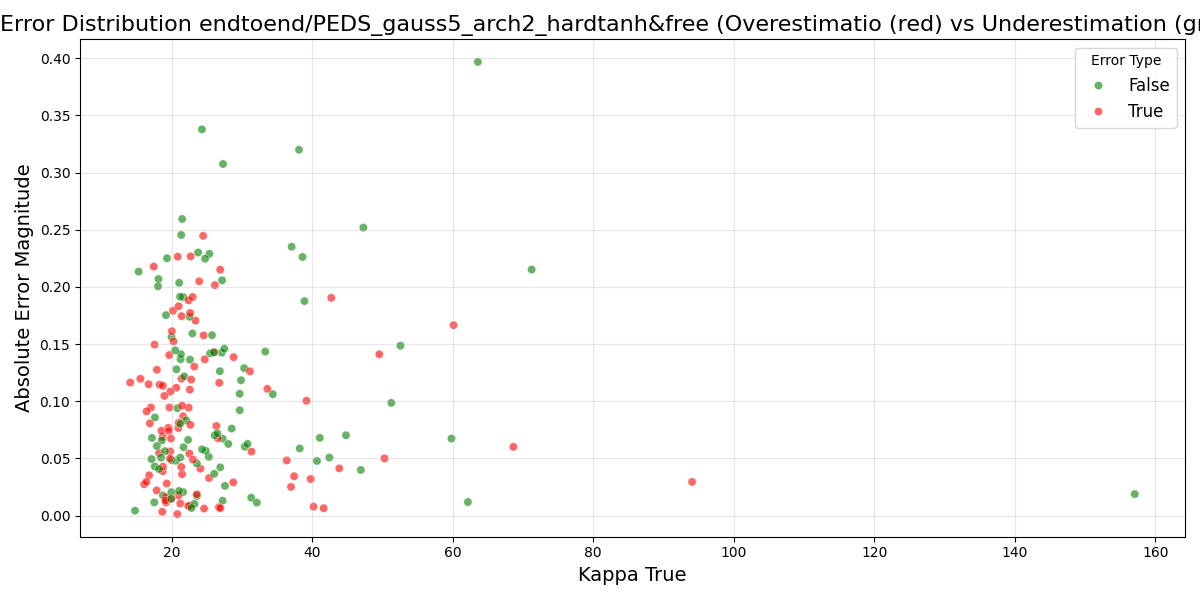 Error Distribution endtoend/PEDS_gauss5_arch2_hardtanh&free (Overestimatio (red) vs Underestimation (gr
Error Type
False
True
Absolute Error Magnitude
0.40
0.35
0.30
0.25
0.20
0.15
0.10
0.05
0.00
20 40 60 80 100 120 140 160
Kappa True